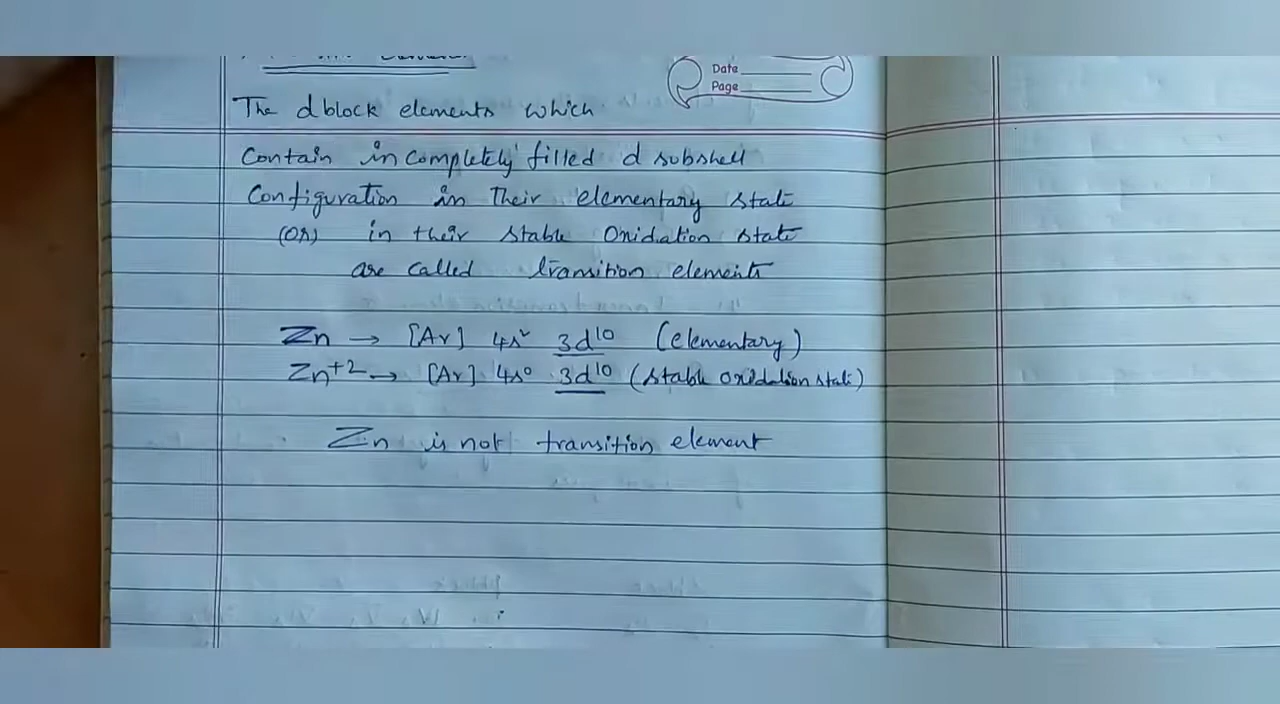 Date
Page
The d block elements which
Contain incompletely filled d subshell
Configuration in Their elementary state
(OR) in their stable Oxidation state
are called transition elements
Zn → [Ar] 4s² 3d¹⁰ (elementary)
Zn⁺² → [Ar] 4s⁰ 3d¹⁰ (stable oxidation state)
Zn is not transition element